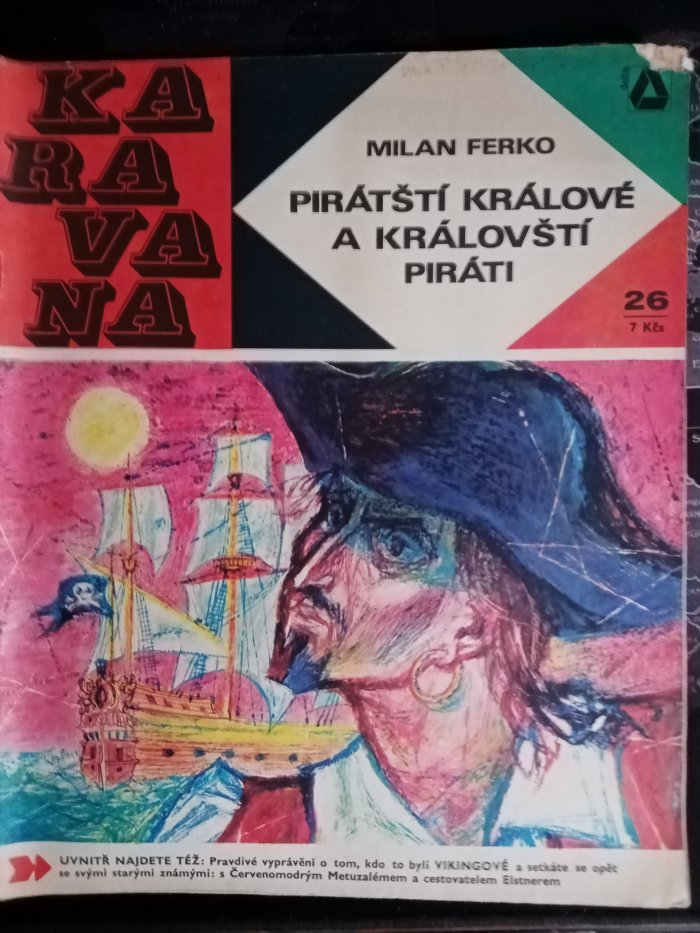 KA
RA
VA
NA
delta
MILAN FERKO
PIRÁTŠTÍ KRÁLOVÉ
A KRÁLOVŠTÍ
PIRÁTI
26
7 Kčs
UVNITŘ NAJDETE TÉŽ: Pravdivé vyprávění o tom, kdo to byli VIKINGOVÉ a setkáte se opět
se svými starými známými: s Červenomodrým Metuzalémem a cestovatelem Elstnerem